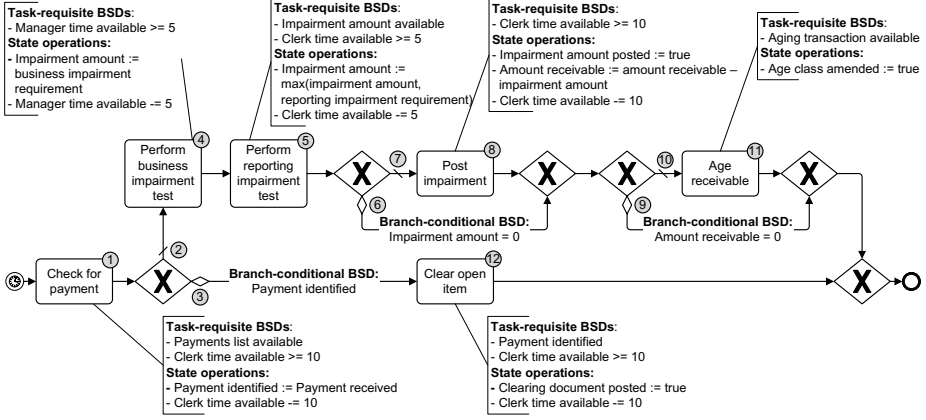 Task-requisite BSDs:
- Manager time available >= 5
State operations:
- Impairment amount :=
business impairment
requirement
- Manager time available -= 5
Task-requisite BSDs:
- Impairment amount available
- Clerk time available >= 5
State operations:
- Impairment amount :=
max(impairment amount,
reporting impairment requirement)
- Clerk time available -= 5
Task-requisite BSDs:
- Clerk time available >= 10
State operations:
- Impairment amount posted := true
- Amount receivable := amount receivable –
impairment amount
- Clerk time available -= 10
Task-requisite BSDs:
- Aging transaction available
State operations:
- Age class amended := true
4
Perform
business
impairment
test
5
Perform
reporting
impairment
test
X
7
6
8
Post
impairment
X
X
10
9
11
Age
receivable
X
Branch-conditional BSD:
Impairment amount = 0
Branch-conditional BSD:
Amount receivable = 0
1
Check for
payment
2
X
3
Branch-conditional BSD:
Payment identified
12
Clear open
item
X
Task-requisite BSDs:
- Payments list available
- Clerk time available >= 10
State operations:
- Payment identified := Payment received
- Clerk time available -= 10
Task-requisite BSDs:
- Payment identified
- Clerk time available >= 10
State operations:
- Clearing document posted := true
- Clerk time available -= 10